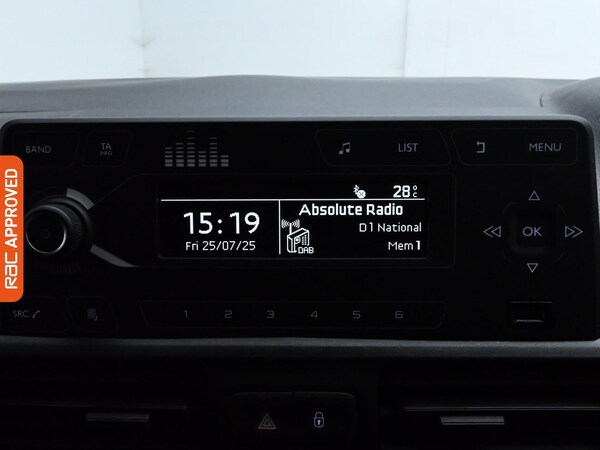 BAND
TA
INFO
LIST
MENU
28°C
Absolute Radio
15:19
D1 National
Fri 25/07/25
DAB
Mem 1
OK
SRC
1 2 3 4 5 6
RAC APPROVED